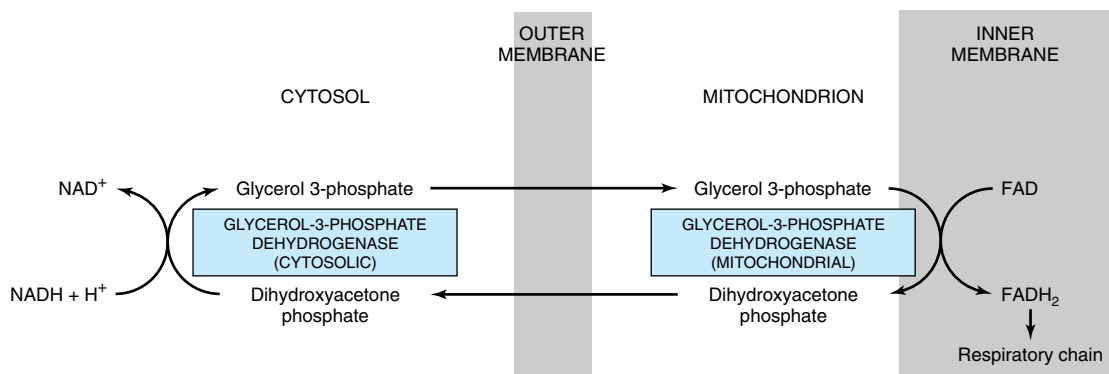 OUTER
MEMBRANE
INNER
MEMBRANE
CYTOSOL
MITOCHONDRION
NAD⁺
Glycerol 3-phosphate
Glycerol 3-phosphate
FAD
GLYCEROL-3-PHOSPHATE
DEHYDROGENASE
(CYTOSOLIC)
GLYCEROL-3-PHOSPHATE
DEHYDROGENASE
(MITOCHONDRIAL)
NADH + H⁺
Dihydroxyacetone
phosphate
Dihydroxyacetone
phosphate
FADH₂
Respiratory chain